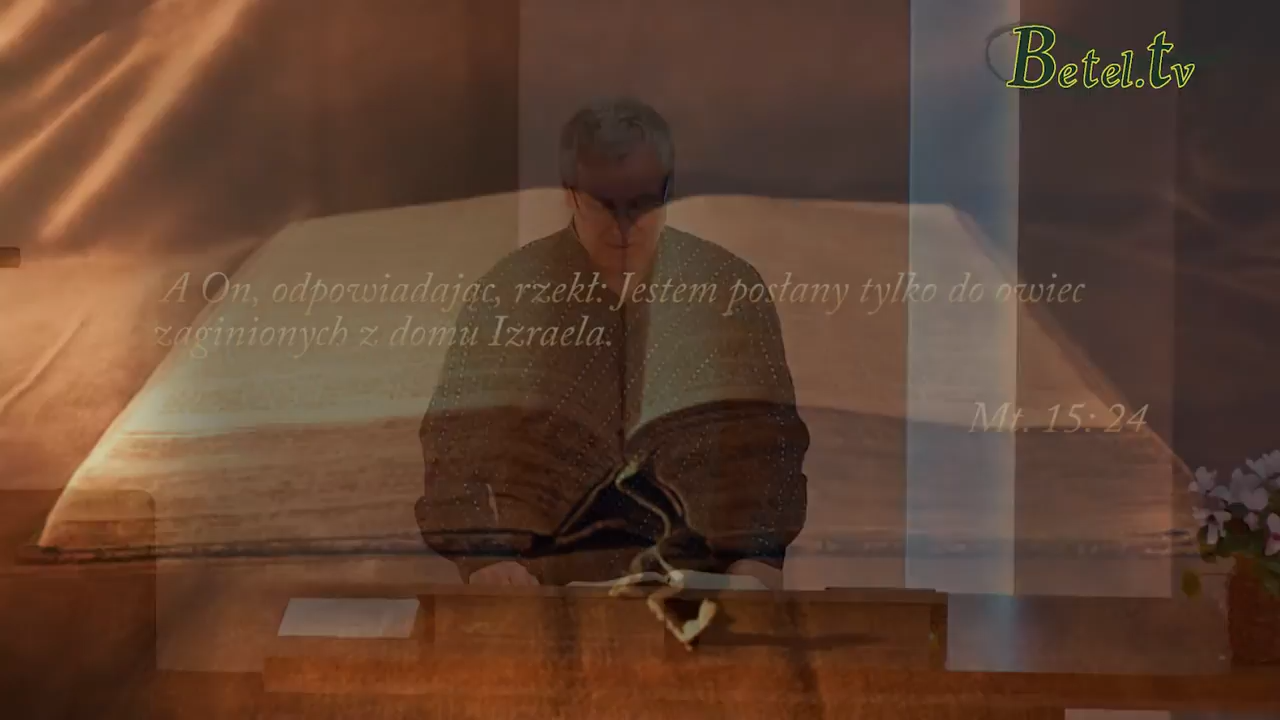 Betel.tv
A On, odpowiadając, rzekł: Jestem posłany tylko do owiec
zaginionych z domu Izraela.
Mt. 15: 24